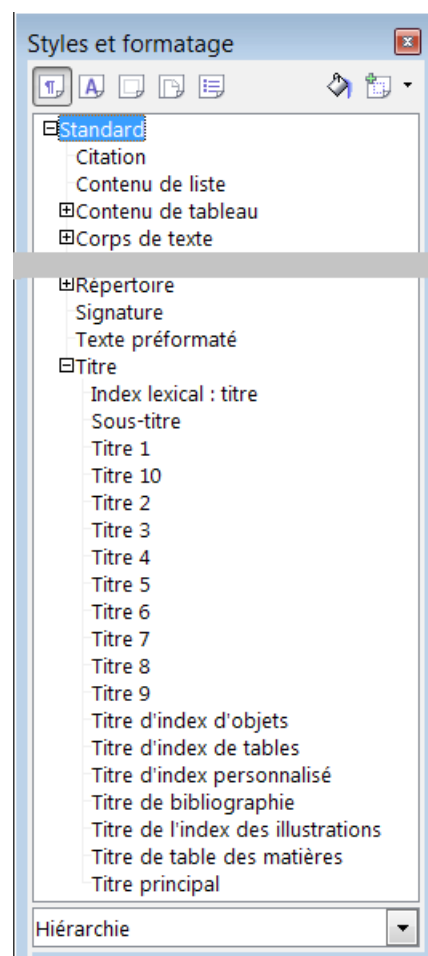 Styles et formatage
Standard
Citation
Contenu de liste
Contenu de tableau
Corps de texte
Répertoire
Signature
Texte préformaté
Titre
Index lexical : titre
Sous-titre
Titre 1
Titre 10
Titre 2
Titre 3
Titre 4
Titre 5
Titre 6
Titre 7
Titre 8
Titre 9
Titre d'index d'objets
Titre d'index de tables
Titre d'index personnalisé
Titre de bibliographie
Titre de l'index des illustrations
Titre de table des matières
Titre principal
Hiérarchie